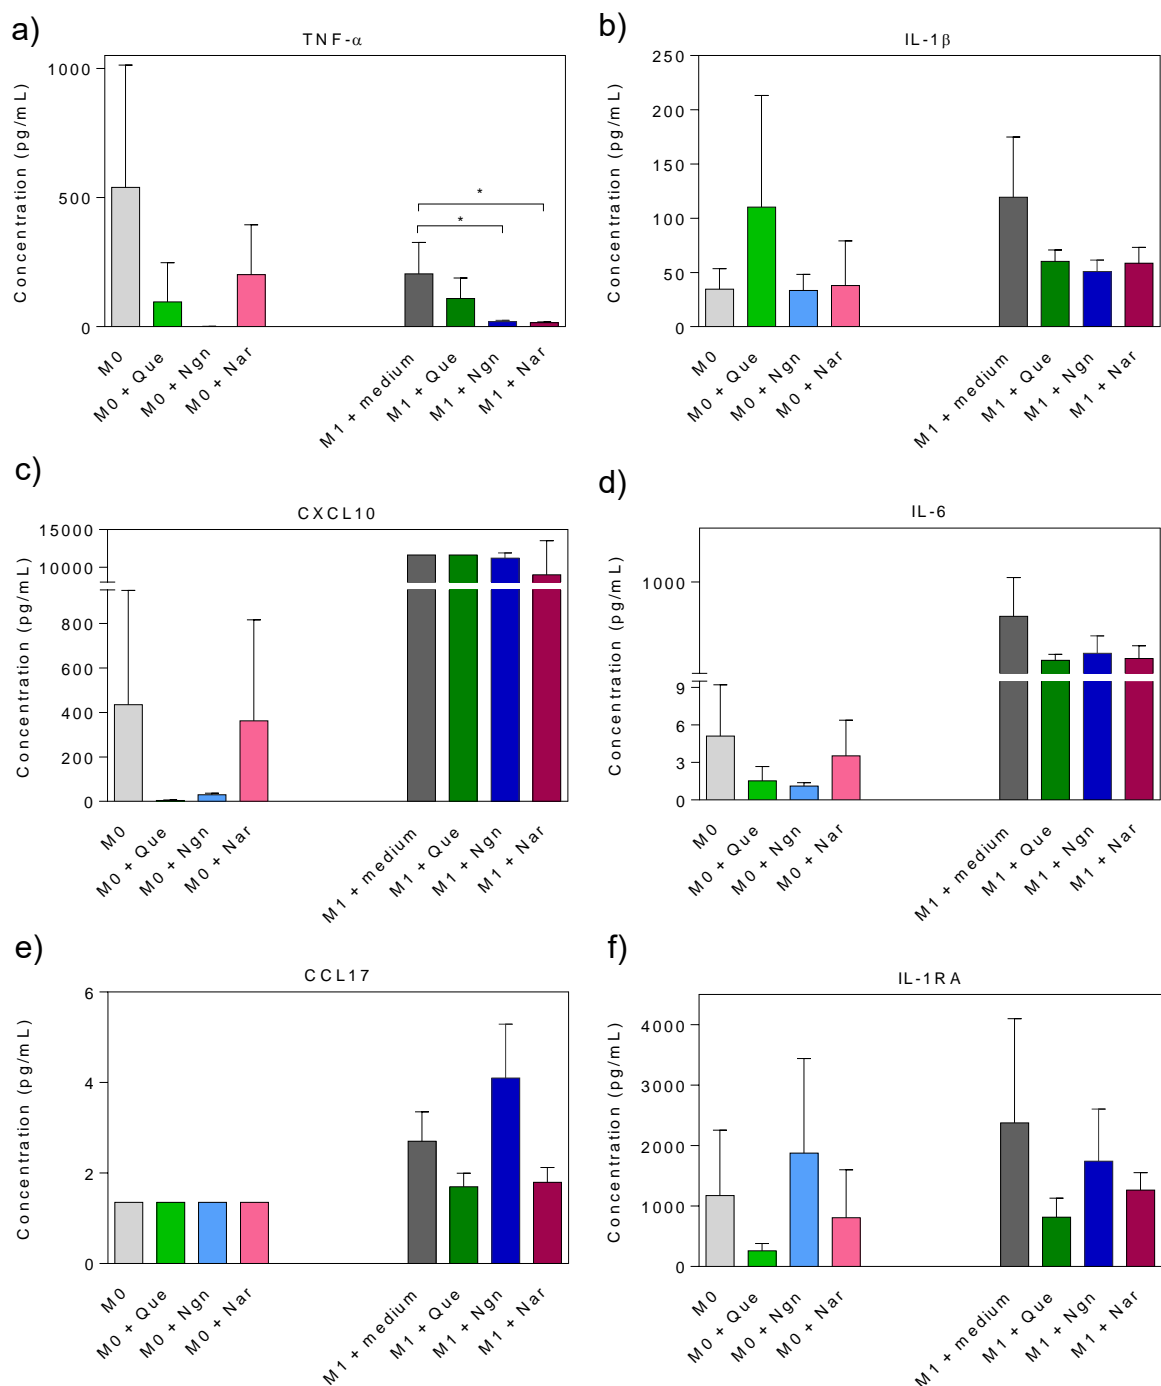 a)
TNF-α
Concentration (pg/mL)
1000
500
0
*
*
M0
M0 + Que
M0 + Ngn
M0 + Nar
M1 + medium
M1 + Que
M1 + Ngn
M1 + Nar
b)
IL-1β
Concentration (pg/mL)
250
200
150
100
50
0
M0
M0 + Que
M0 + Ngn
M0 + Nar
M1 + medium
M1 + Que
M1 + Ngn
M1 + Nar
c)
CXCL10
Concentration (pg/mL)
15000
10000
800
600
400
200
0
M0
M0 + Que
M0 + Ngn
M0 + Nar
M1 + medium
M1 + Que
M1 + Ngn
M1 + Nar
d)
IL-6
Concentration (pg/mL)
1000
9
6
3
0
M0
M0 + Que
M0 + Ngn
M0 + Nar
M1 + medium
M1 + Que
M1 + Ngn
M1 + Nar
e)
CCL17
Concentration (pg/mL)
6
4
2
0
M0
M0 + Que
M0 + Ngn
M0 + Nar
M1 + medium
M1 + Que
M1 + Ngn
M1 + Nar
f)
IL-1RA
Concentration (pg/mL)
4000
3000
2000
1000
0
M0
M0 + Que
M0 + Ngn
M0 + Nar
M1 + medium
M1 + Que
M1 + Ngn
M1 + Nar